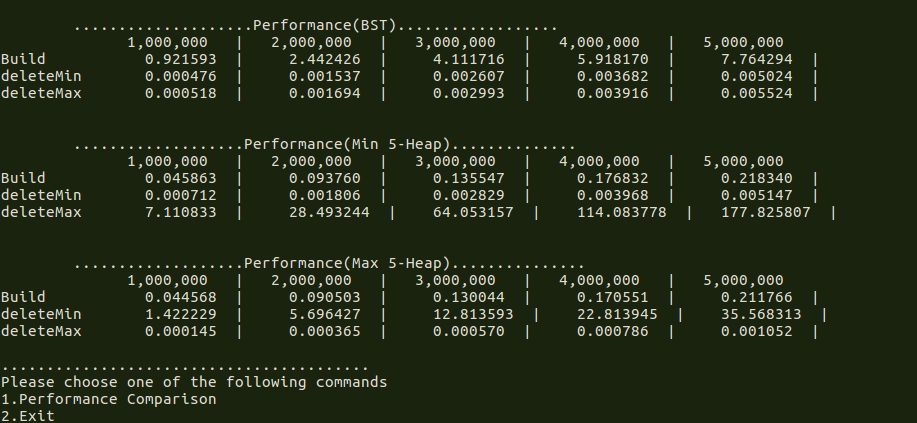 ...................Performance(BST)..................
1,000,000 | 2,000,000 | 3,000,000 | 4,000,000 | 5,000,000
Build 0.921593 | 2.442426 | 4.111716 | 5.918170 | 7.764294 |
deleteMin 0.000476 | 0.001537 | 0.002607 | 0.003682 | 0.005024 |
deleteMax 0.000518 | 0.001694 | 0.002993 | 0.003916 | 0.005524 |
...................Performance(Min 5-Heap)..............
1,000,000 | 2,000,000 | 3,000,000 | 4,000,000 | 5,000,000
Build 0.045863 | 0.093760 | 0.135547 | 0.176832 | 0.218340 |
deleteMin 0.000712 | 0.001806 | 0.002829 | 0.003968 | 0.005147 |
deleteMax 7.110833 | 28.493244 | 64.053157 | 114.083778 | 177.825807 |
...................Performance(Max 5-Heap)...............
1,000,000 | 2,000,000 | 3,000,000 | 4,000,000 | 5,000,000
Build 0.044568 | 0.090503 | 0.130044 | 0.170551 | 0.211766 |
deleteMin 1.422229 | 5.696427 | 12.813593 | 22.813945 | 35.568313 |
deleteMax 0.000145 | 0.000365 | 0.000570 | 0.000786 | 0.001052 |
.........................................
Please choose one of the following commands
1.Performance Comparison
2.Exit